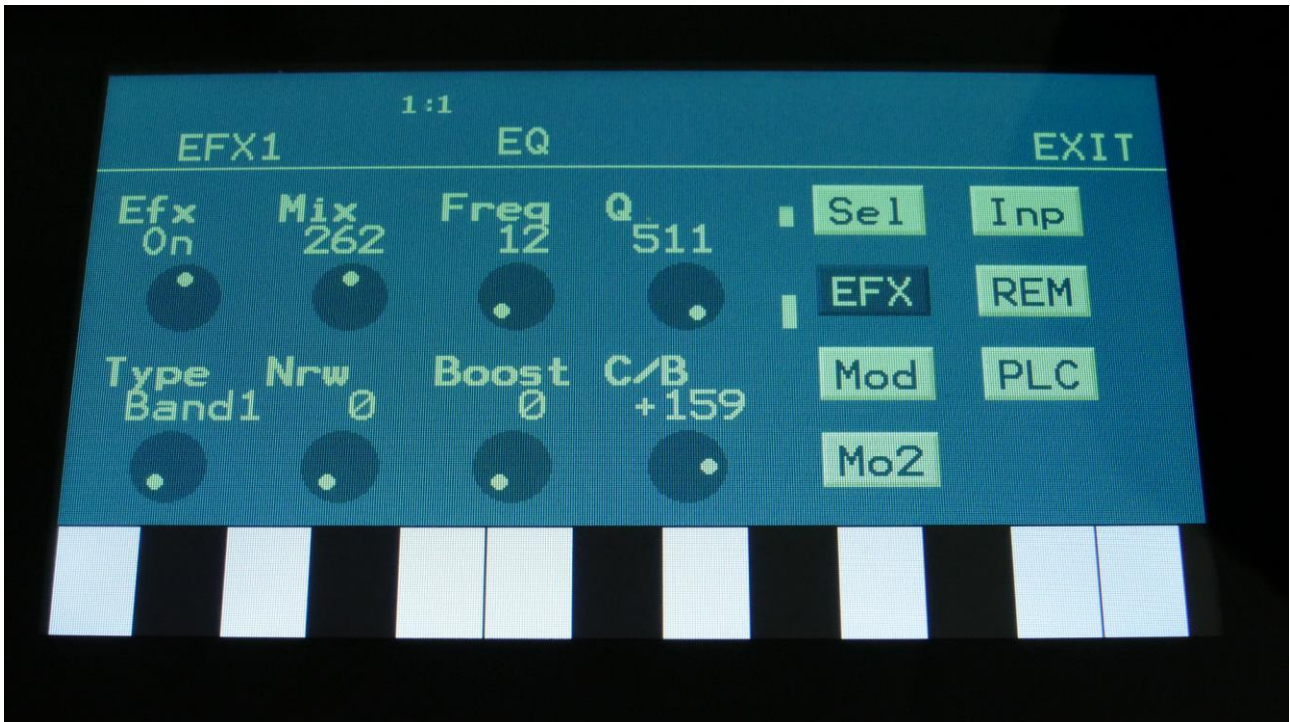 1:1
EFX1 EQ EXIT
Efx Mix Freq Q Sel Inp
On 262 12 511
EFX REM
Type Nrw Boost C/B Mod PLC
Band1 0 0 +159
Mo2